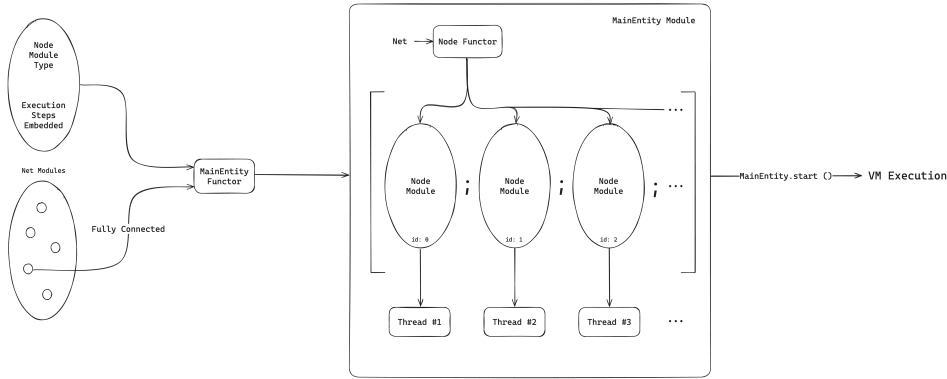 Node
Module
Type
Execution
Steps
Embedded
Net Modules
Fully Connected
MainEntity
Functor
MainEntity Module
Net
Node Functor
...
Node
Module
id: 0
;
Node
Module
id: 1
;
Node
Module
id: 2
;
...
Thread #1
Thread #2
Thread #3
...
MainEntity.start ()
VM Execution